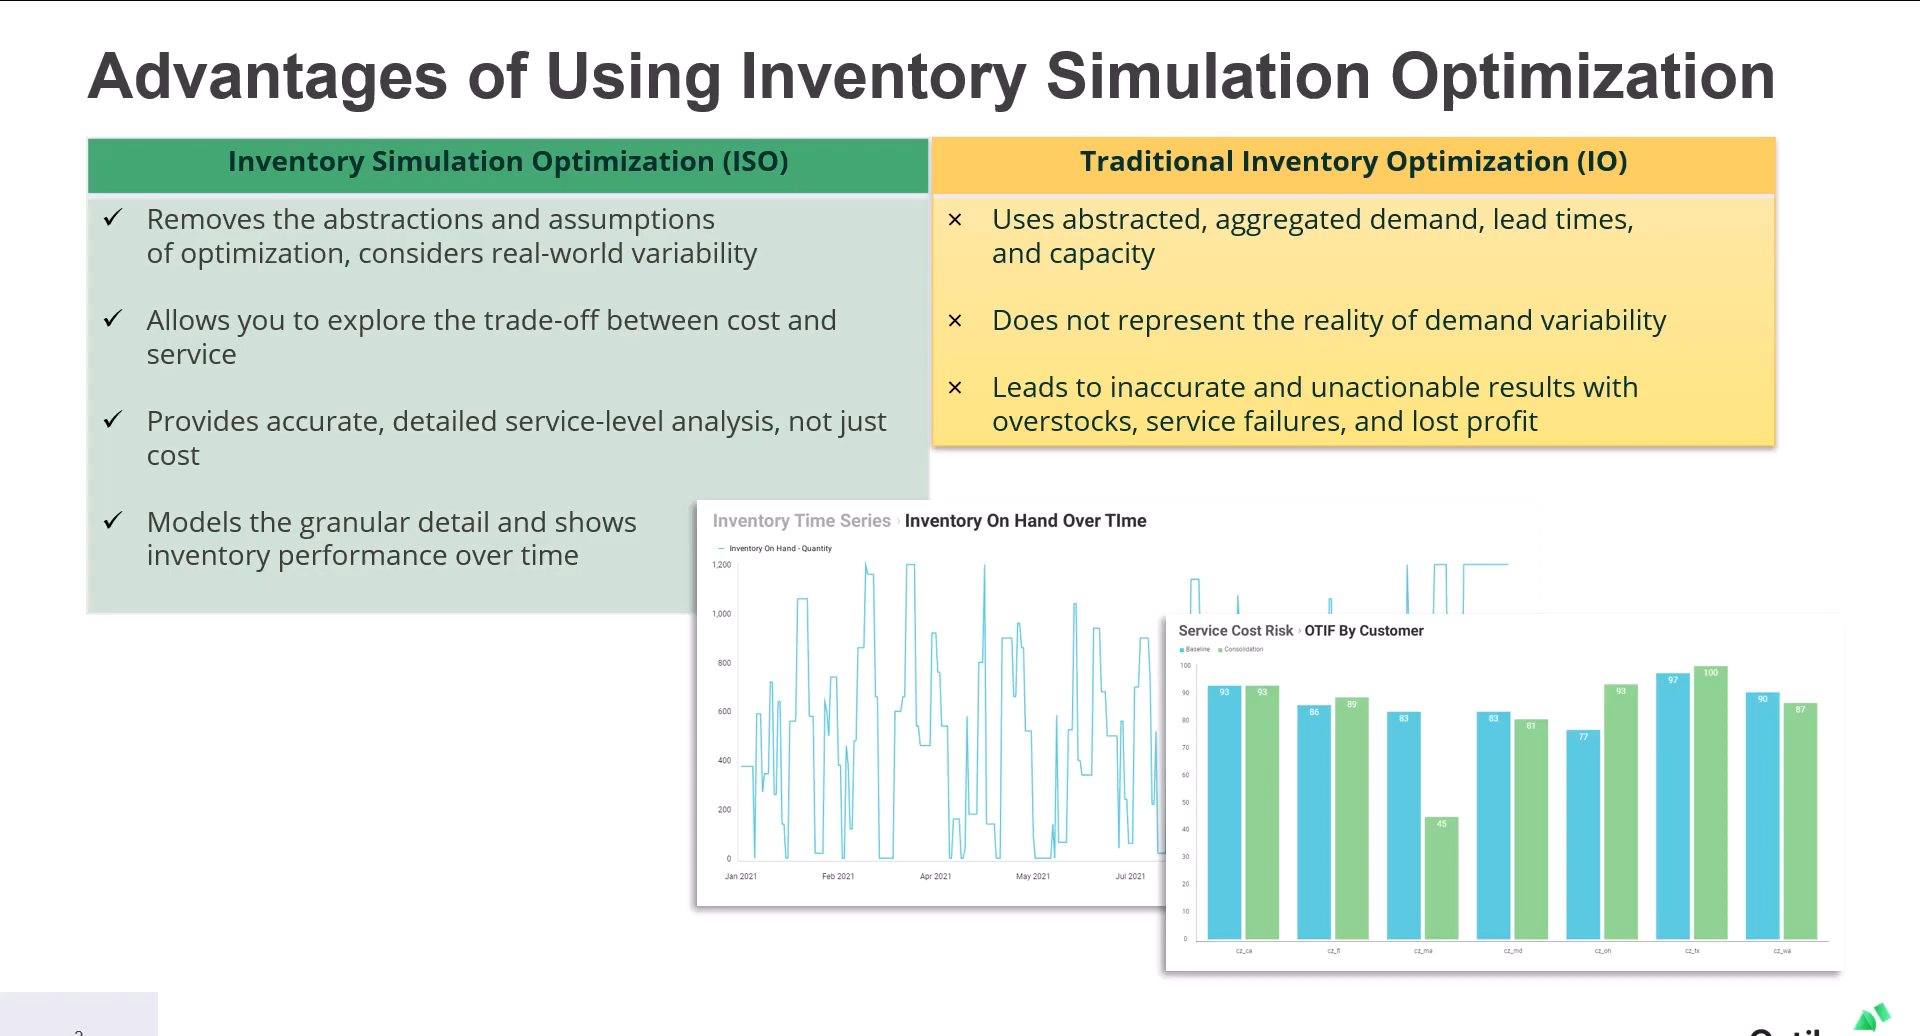 Advantages of Using Inventory Simulation Optimization
Inventory Simulation Optimization (ISO)
✓ Removes the abstractions and assumptions
of optimization, considers real-world variability
✓ Allows you to explore the trade-off between cost and
service
✓ Provides accurate, detailed service-level analysis, not just
cost
✓ Models the granular detail and shows
inventory performance over time
Traditional Inventory Optimization (IO)
× Uses abstracted, aggregated demand, lead times,
and capacity
× Does not represent the reality of demand variability
× Leads to inaccurate and unactionable results with
overstocks, service failures, and lost profit
Inventory Time Series › Inventory On Hand Over TIme
Inventory On Hand - Quantity
1,200
1,000
800
600
400
200
0
Jan 2021 Feb 2021 Apr 2021 May 2021 Jul 2021
Service Cost Risk › OTIF By Customer
Baseline Consolidation
100
90
80
70
60
50
40
30
20
10
0
93 93 86 89 83 45 83 81 77 93 97 100 90 87
cz_ca cz_fl cz_ma cz_md cz_oh cz_tx cz_wa